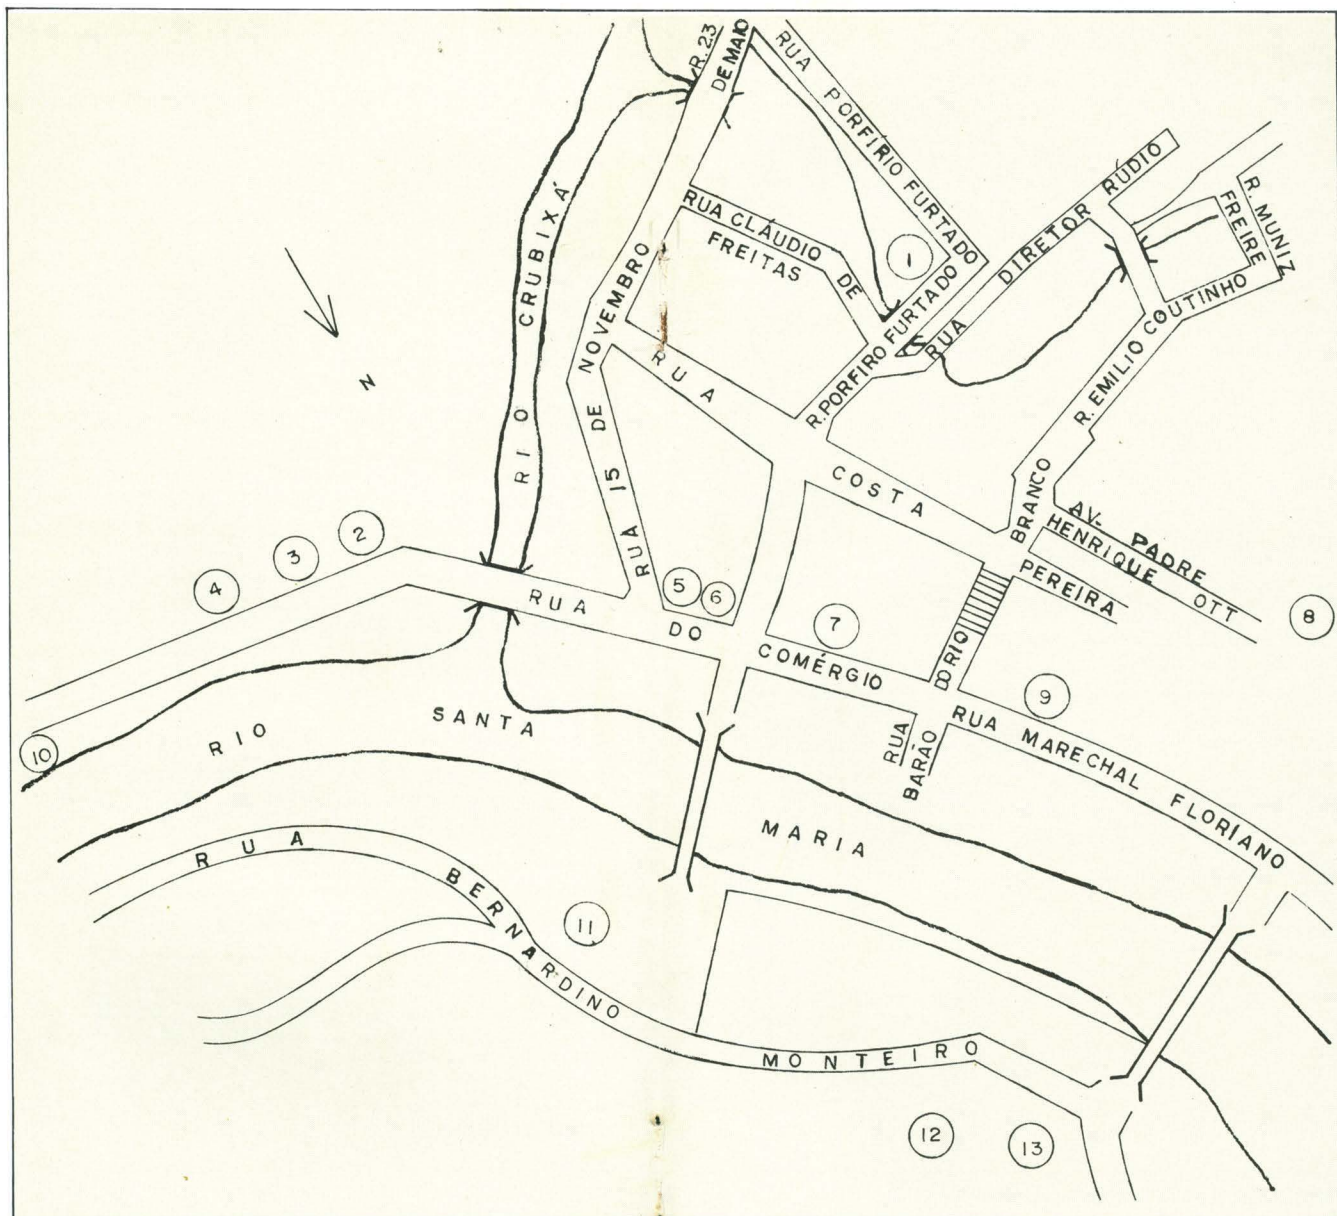 R. 23
DE MAIO
RUA PORFÍRIO FURTADO
RUA DIRETOR RÚDIO
R. MUNIZ
FREIRE
RUA CLÁUDIO DE
FREITAS
1
R. PORFIRO FURTADO
R. EMILIO COUTINHO
RIO CRUBIXÁ
RUA 15 DE NOVEMBRO
N
RUA COSTA PEREIRA
AV. PADRE
HENRIQUE OTT
4
3
2
5
6
7
8
9
10
RUA DO COMÉRGIO
RUA
BARÃO DO RIO BRANCO
RUA MARECHAL FLORIANO
RIO SANTA MARIA
RUA BERNARDINO MONTEIRO
11
12
13